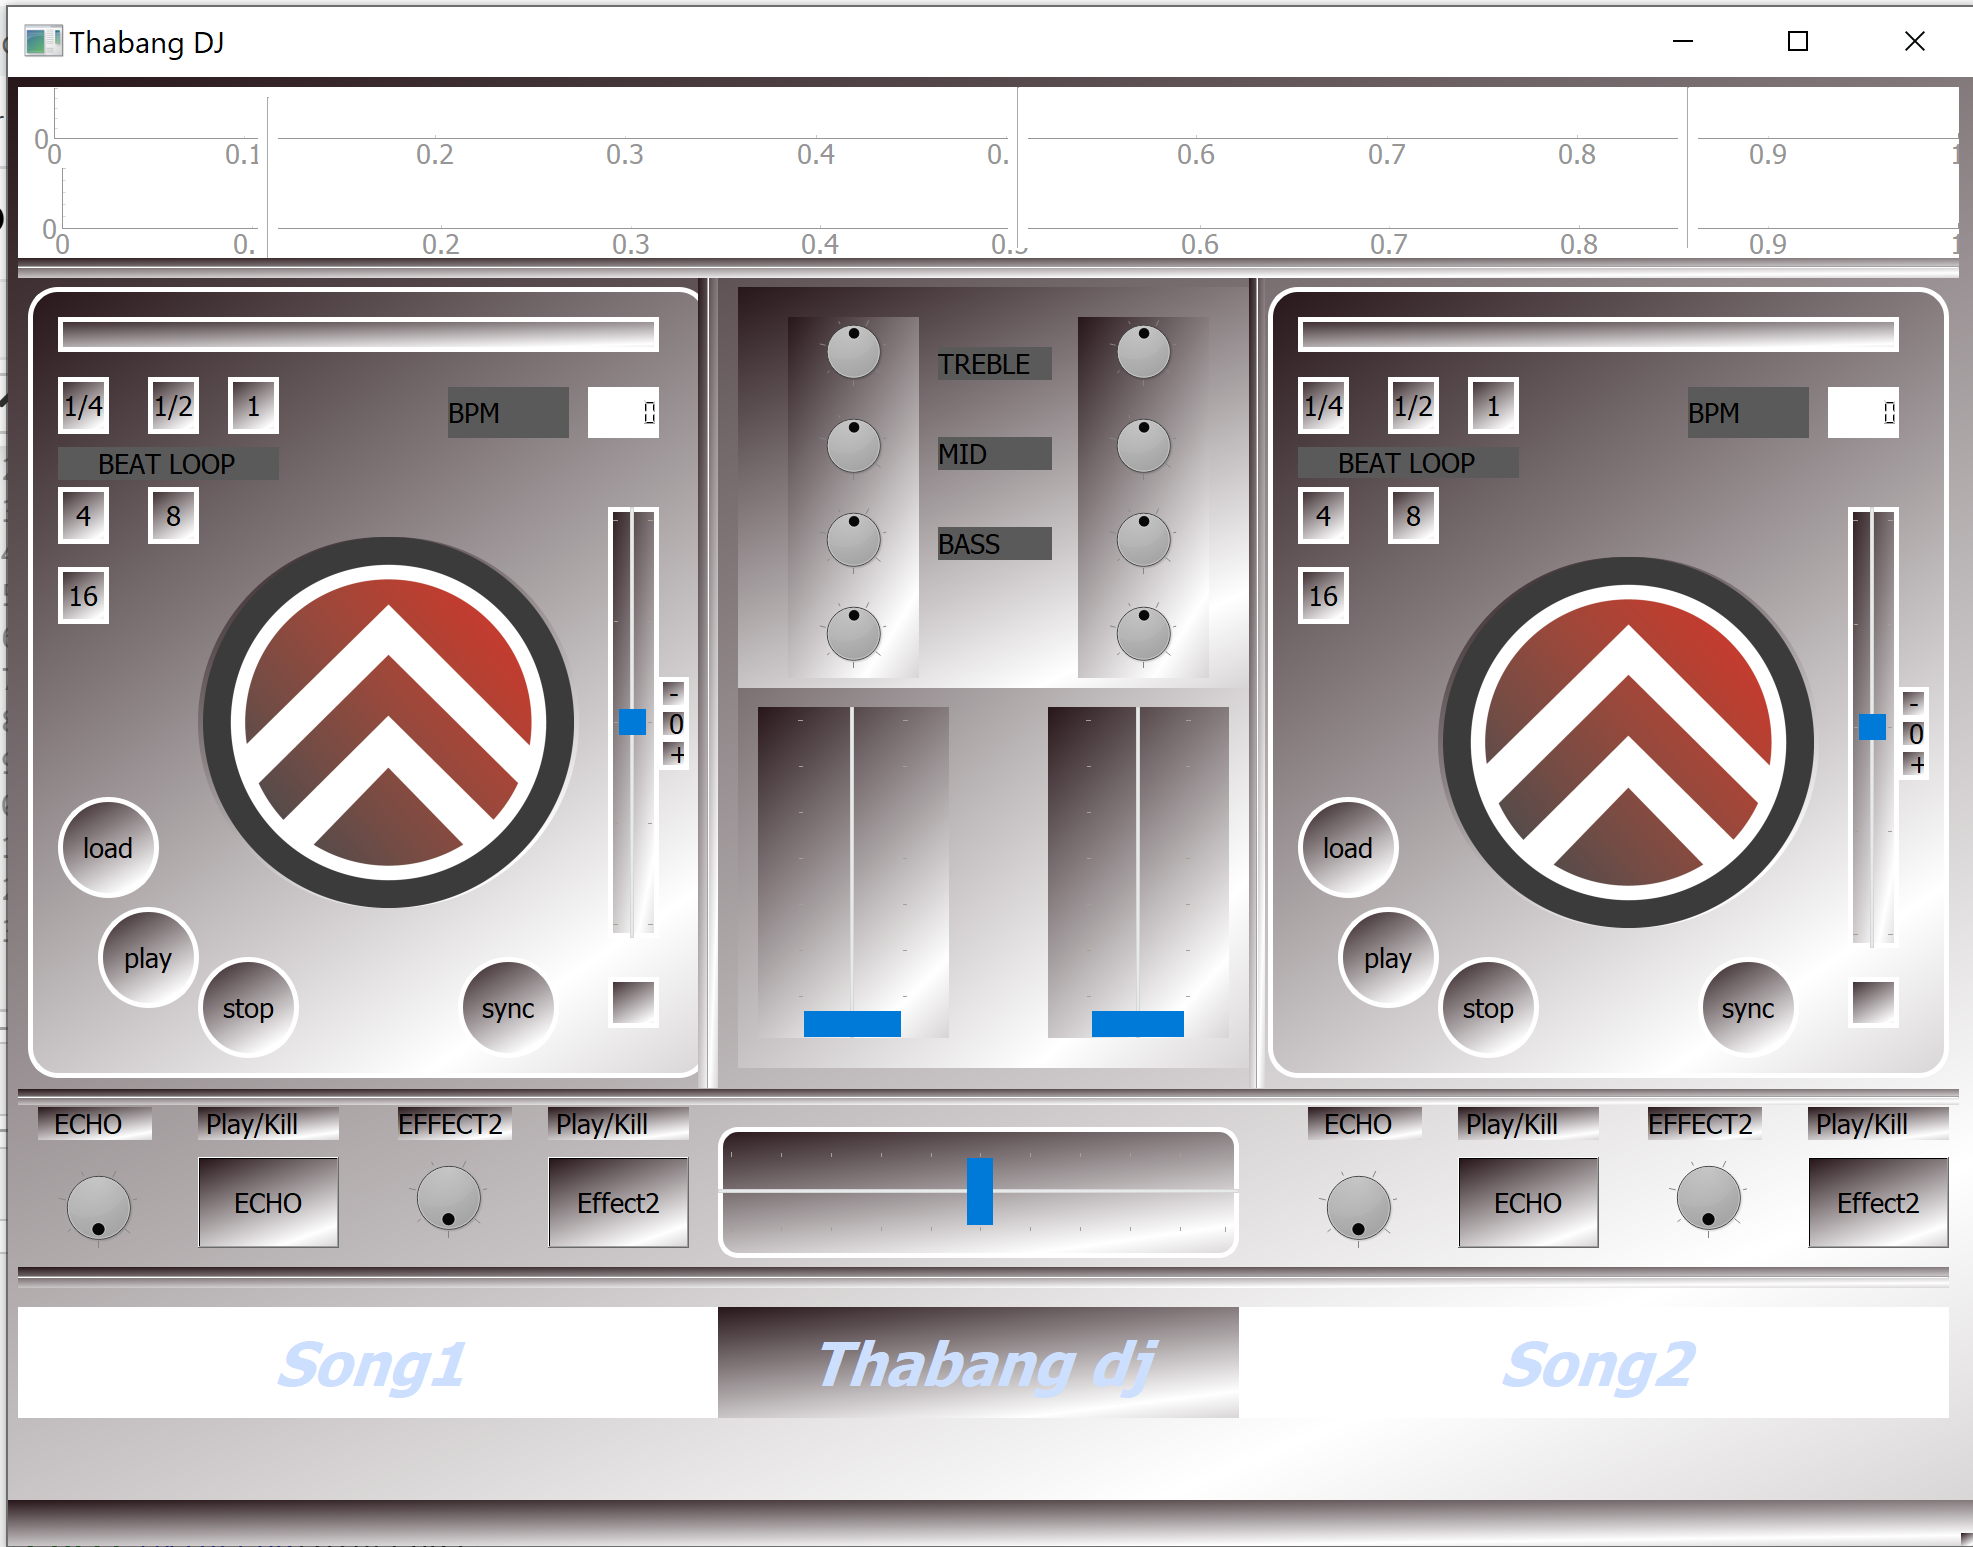 Thabang DJ
0
0 0.1 0.2 0.3 0.4 0. 0.6 0.7 0.8 0.9 1
0
0 0. 0.2 0.3 0.4 0. 0.6 0.7 0.8 0.9 1
1/4 1/2 1 BPM 0
BEAT LOOP
4 8
16
-
0
+
load
play
stop sync
TREBLE
MID
BASS
1/4 1/2 1 BPM 0
BEAT LOOP
4 8
16
-
0
+
load
play
stop sync
ECHO Play/Kill EFFECT2 Play/Kill
ECHO Effect2
ECHO Play/Kill EFFECT2 Play/Kill
ECHO Effect2
Song1 Thabang dj Song2